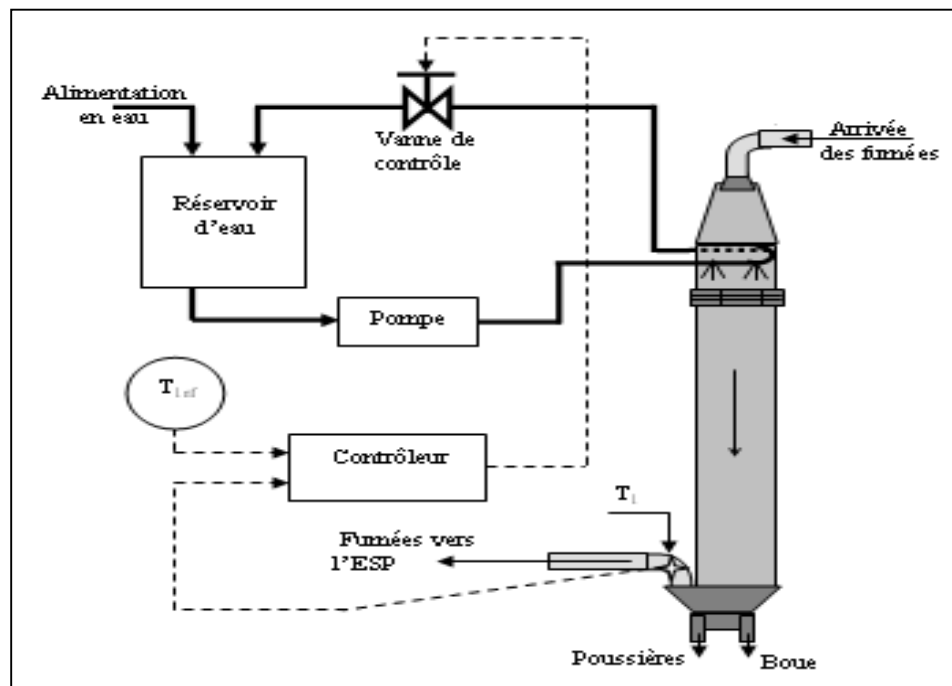 Alimentation
en eau
Vanne de
contrôle
Arrivée
des fumées
Réservoir
d'eau
Pompe
T1réf
Contrôleur
T1
Fumées vers
l'ESP
Poussières
Boue